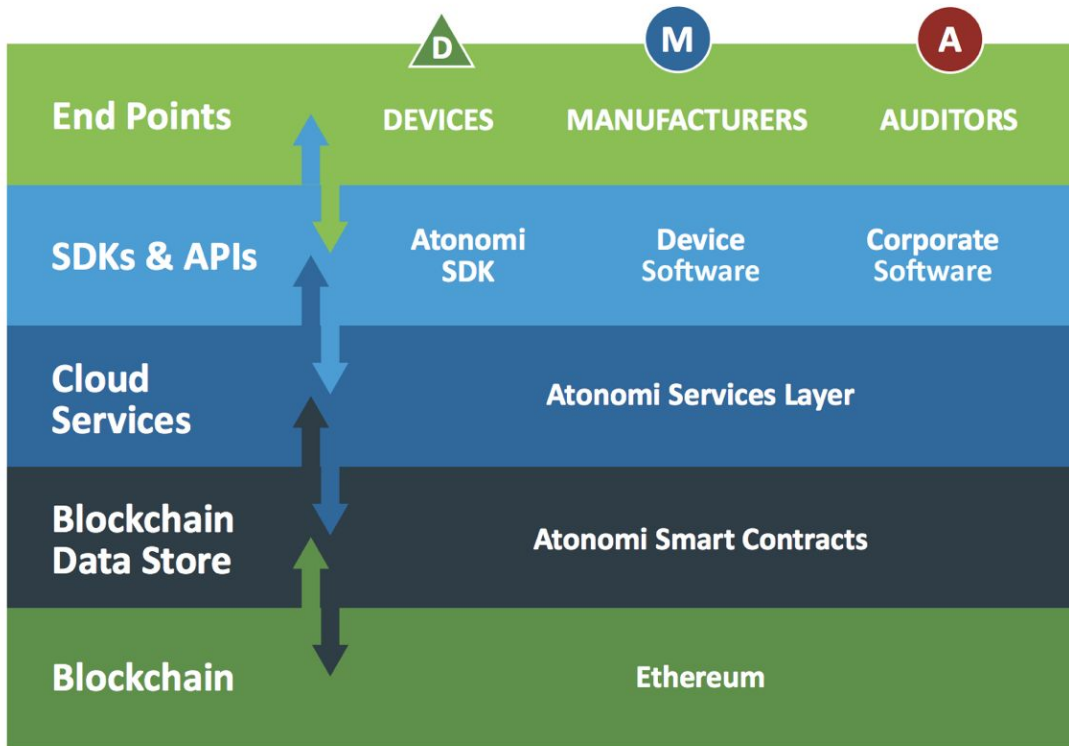 D
M
A
End Points
DEVICES
MANUFACTURERS
AUDITORS
SDKs & APIs
Atonomi
SDK
Device
Software
Corporate
Software
Cloud
Services
Atonomi Services Layer
Blockchain
Data Store
Atonomi Smart Contracts
Blockchain
Ethereum